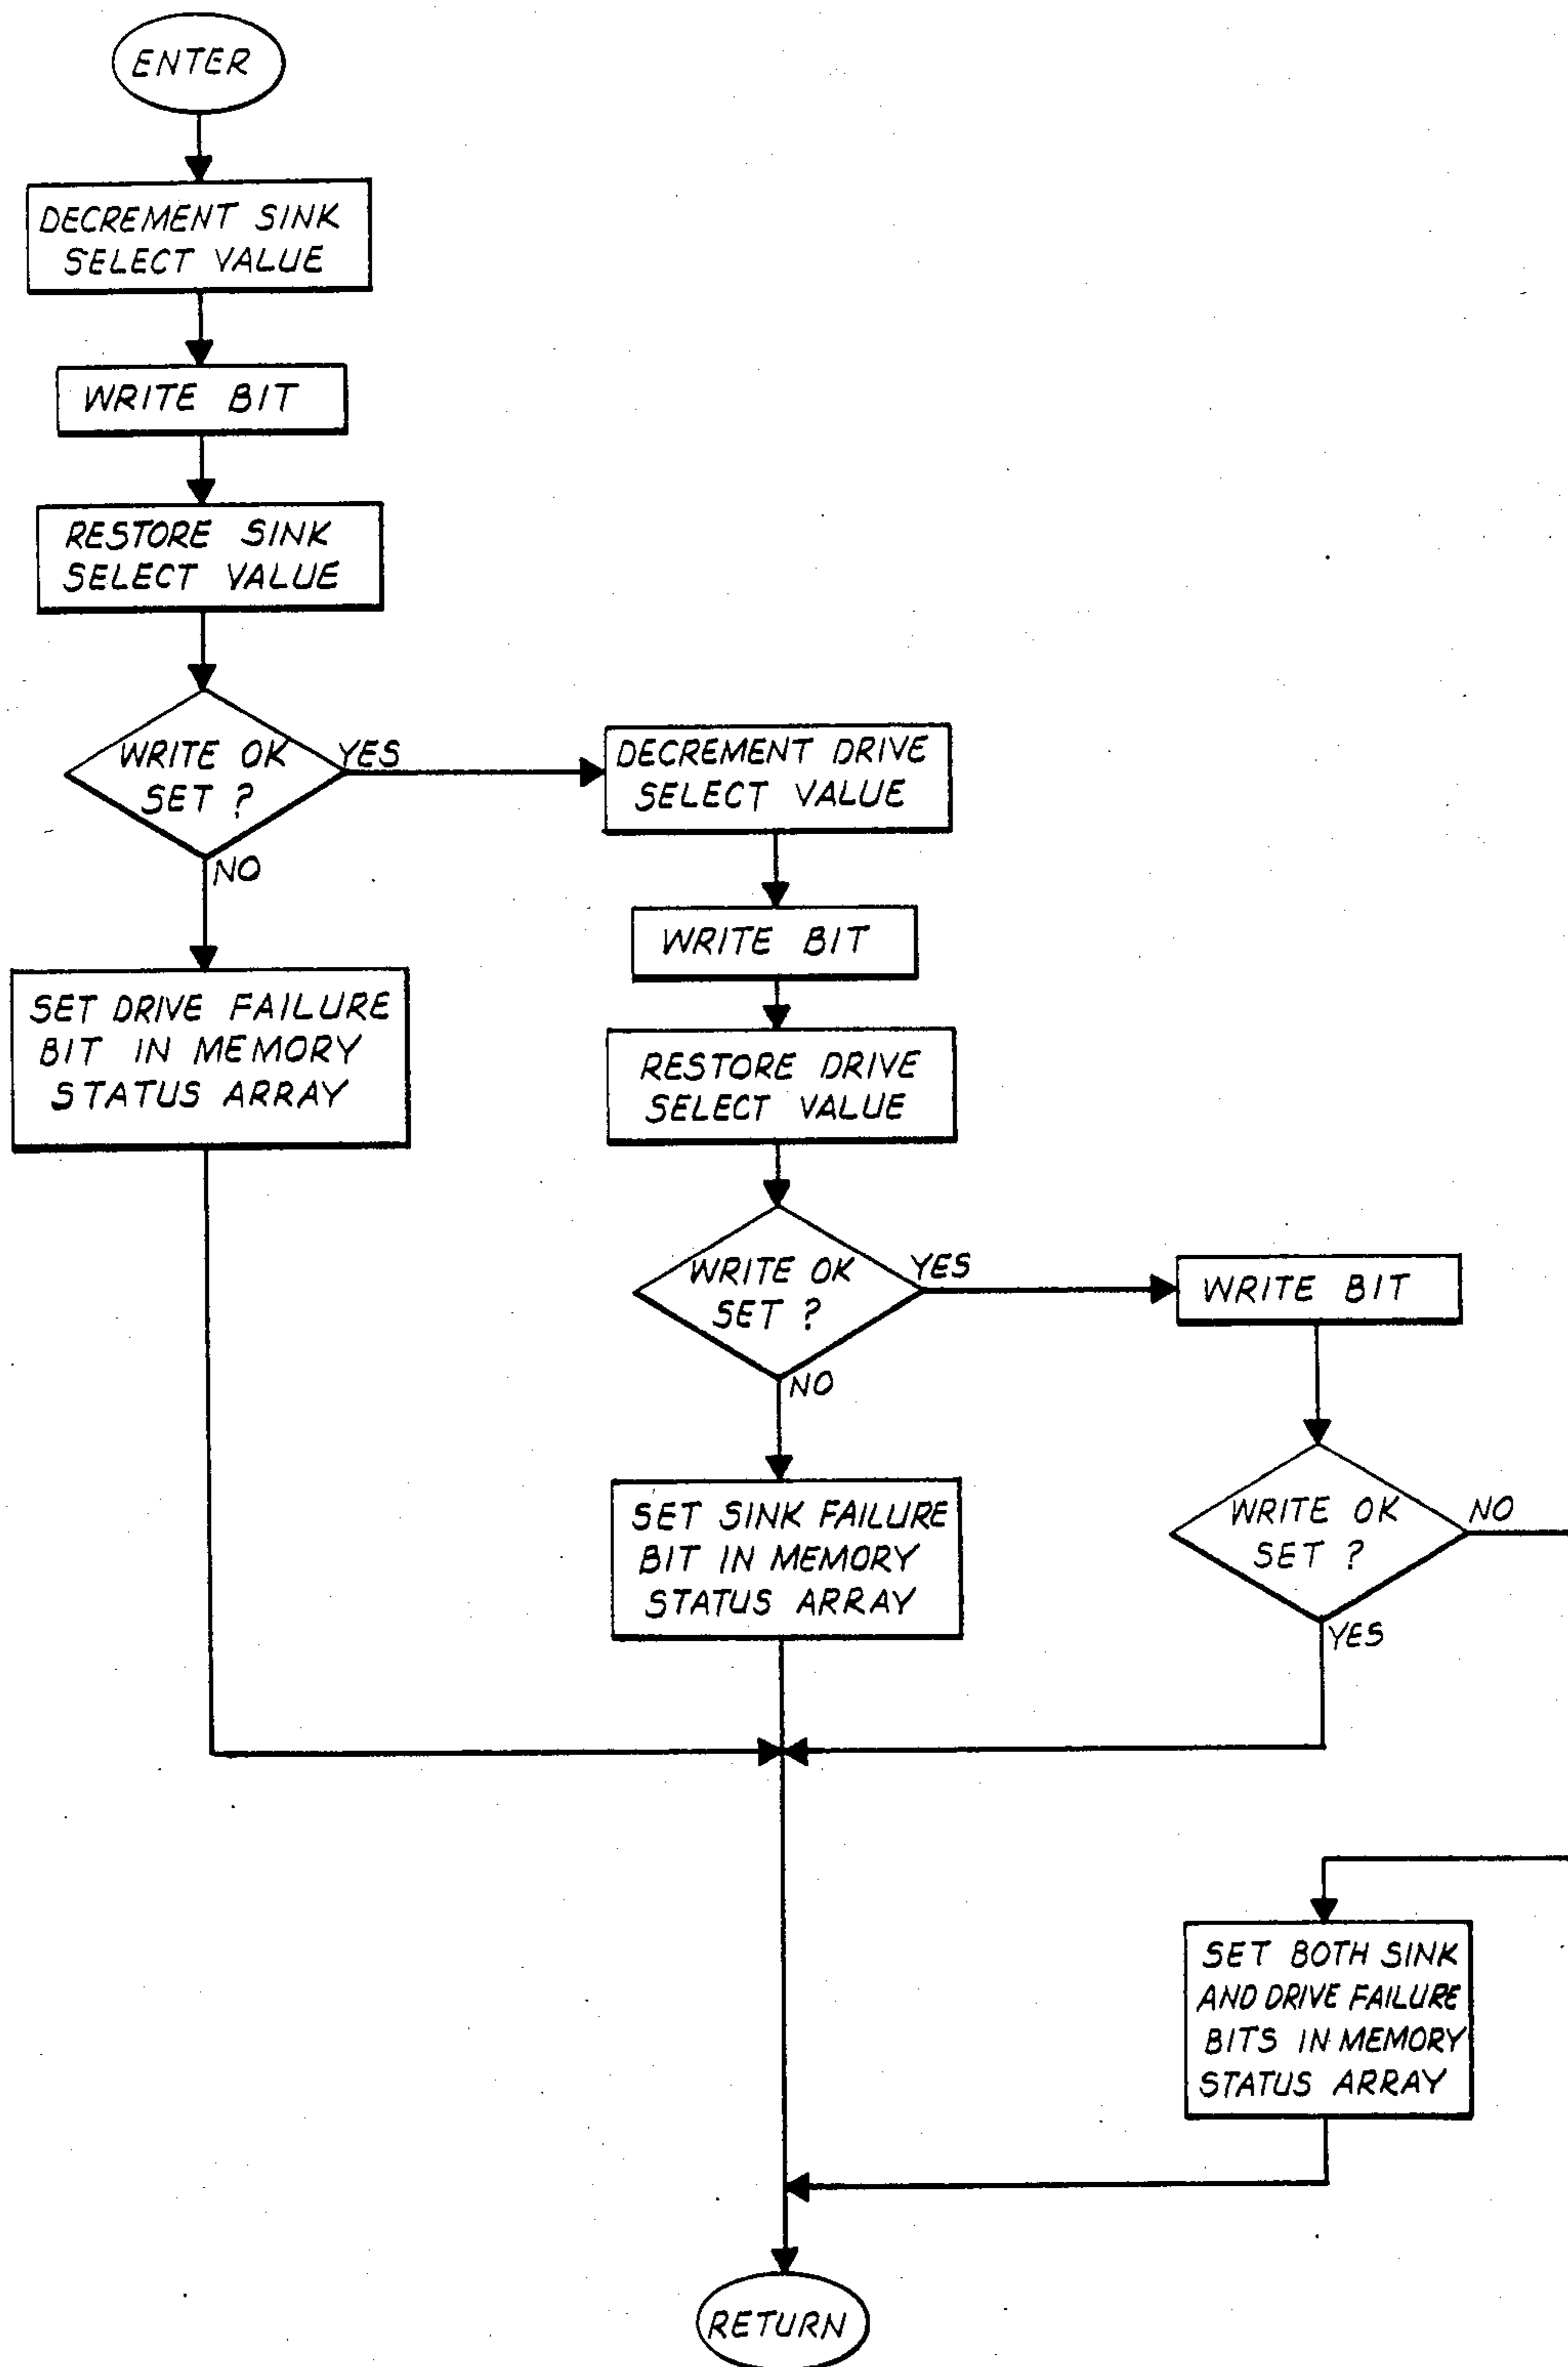 ENTER
DECREMENT SINK
SELECT VALUE
WRITE BIT
RESTORE SINK
SELECT VALUE
WRITE OK
SET ?
YES
NO
SET DRIVE FAILURE
BIT IN MEMORY
STATUS ARRAY
DECREMENT DRIVE
SELECT VALUE
WRITE BIT
RESTORE DRIVE
SELECT VALUE
WRITE OK
SET ?
YES
NO
SET SINK FAILURE
BIT IN MEMORY
STATUS ARRAY
WRITE BIT
WRITE OK
SET ?
NO
YES
SET BOTH SINK
AND DRIVE FAILURE
BITS IN MEMORY
STATUS ARRAY
RETURN